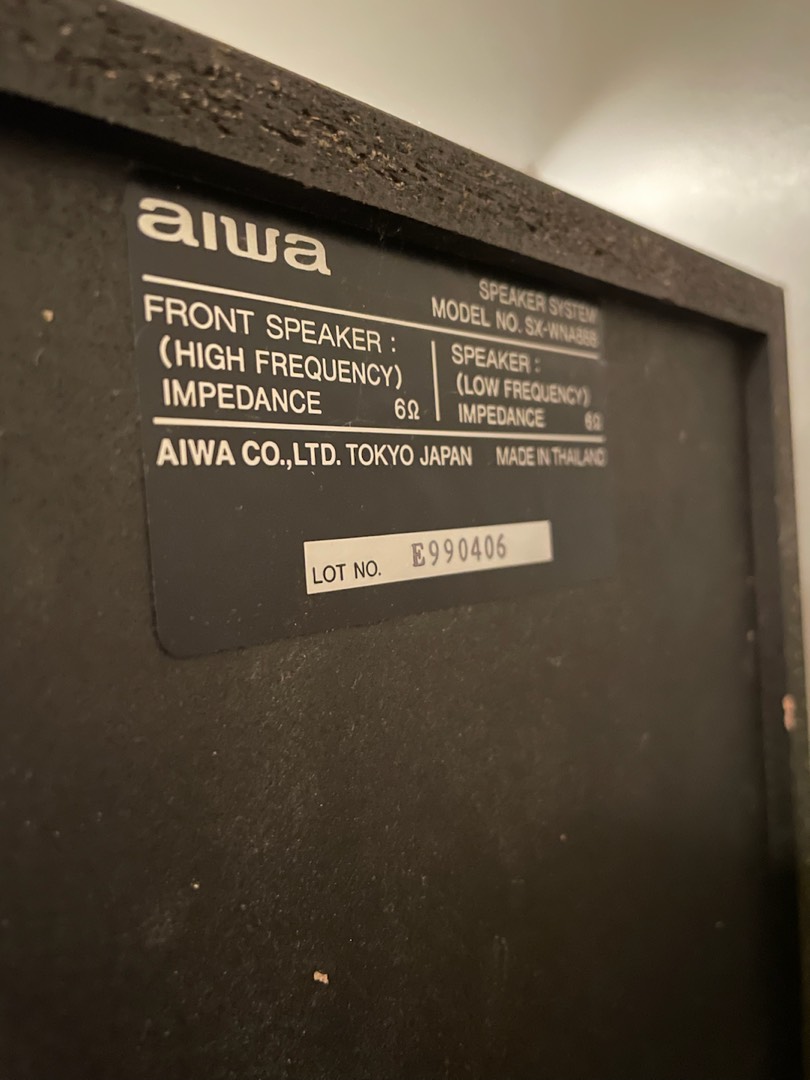 aiwa
SPEAKER SYSTEM
MODEL NO. SX-WNA888
FRONT SPEAKER :
(HIGH FREQUENCY)
IMPEDANCE 6Ω
SPEAKER :
(LOW FREQUENCY)
IMPEDANCE 6Ω
AIWA CO.,LTD. TOKYO JAPAN MADE IN THAILAND
LOT NO. E990406